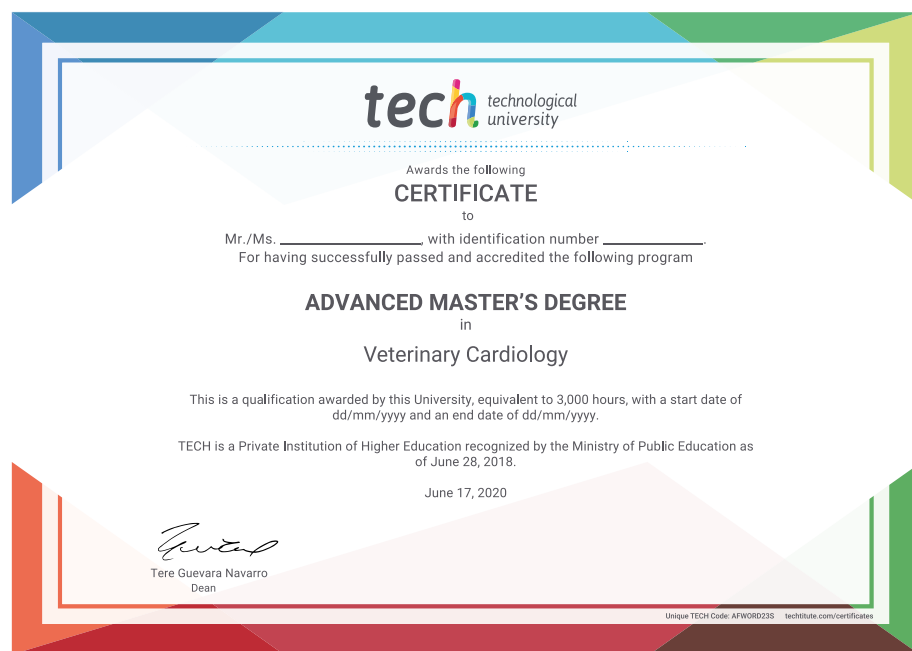 tech technological
university
Awards the following
CERTIFICATE
to
Mr./Ms. ________________, with identification number ____________.
For having successfully passed and accredited the following program
ADVANCED MASTER'S DEGREE
in
Veterinary Cardiology
This is a qualification awarded by this University, equivalent to 3,000 hours, with a start date of
dd/mm/yyyy and an end date of dd/mm/yyyy.
TECH is a Private Institution of Higher Education recognized by the Ministry of Public Education as
of June 28, 2018.
June 17, 2020
Tere Guevara Navarro
Dean
Unique TECH Code: AFWORD23S techtitute.com/certificates